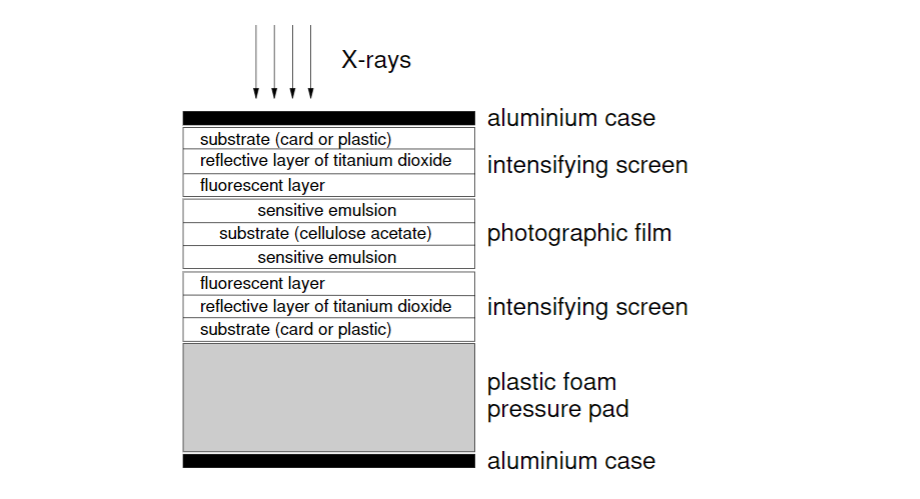 X-rays
aluminium case
substrate (card or plastic)
reflective layer of titanium dioxide
fluorescent layer
intensifying screen
sensitive emulsion
substrate (cellulose acetate)
sensitive emulsion
photographic film
fluorescent layer
reflective layer of titanium dioxide
substrate (card or plastic)
intensifying screen
plastic foam
pressure pad
aluminium case